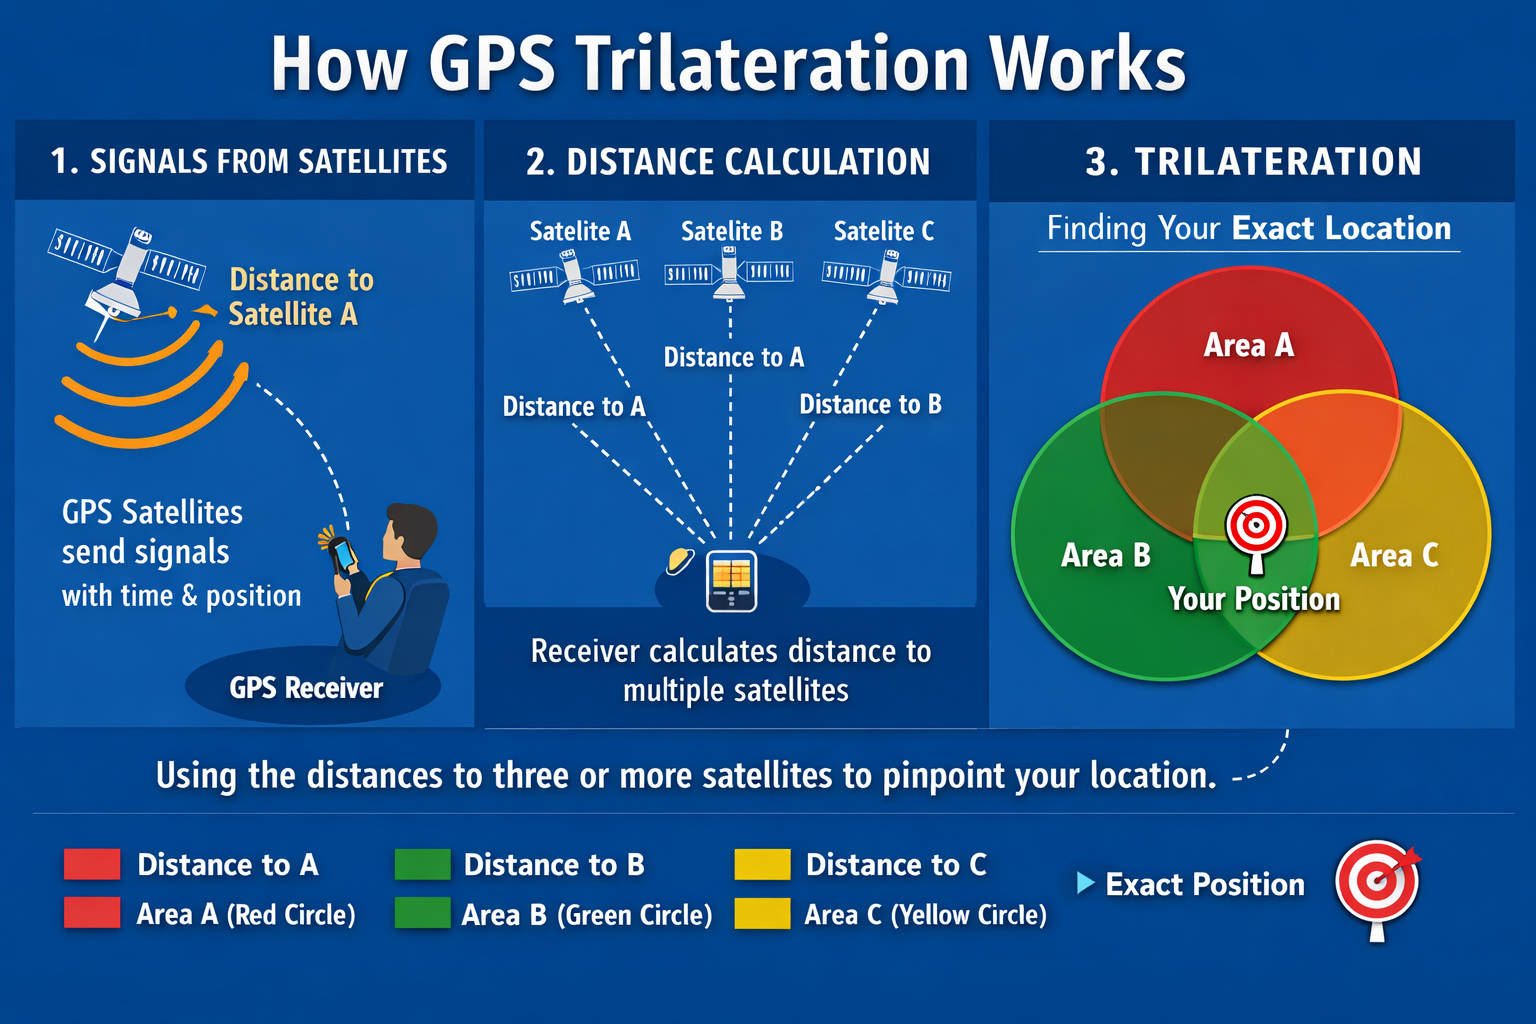 How GPS Trilateration Works
1. SIGNALS FROM SATELLITES
Distance to
Satellite A
GPS Satellites
send signals
with time & position
GPS Receiver
2. DISTANCE CALCULATION
Satelite A
Satelite B
Satelite C
Distance to A
Distance to A
Distance to B
Receiver calculates distance to
multiple satellites
3. TRILATERATION
Finding Your Exact Location
Area A
Area B
Area C
Your Position
Using the distances to three or more satellites to pinpoint your location.
Distance to A
Distance to B
Distance to C
Area A (Red Circle)
Area B (Green Circle)
Area C (Yellow Circle)
Exact Position